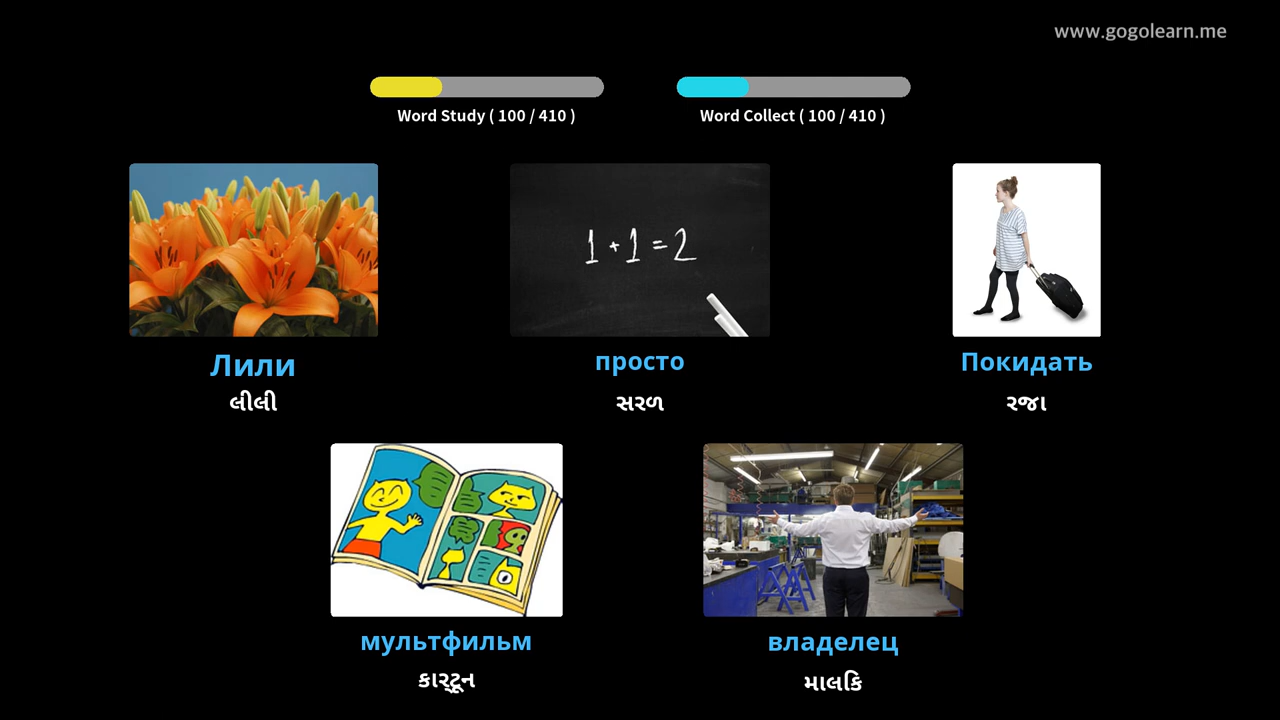 www.gogolearn.me
Word Study ( 100 / 410 )
Word Collect ( 100 / 410 )
1 + 1 = 2
Лили
લીલી
просто
સરળ
Покидать
રજા
мультфильм
કાર્ટૂન
владелец
માલકિ